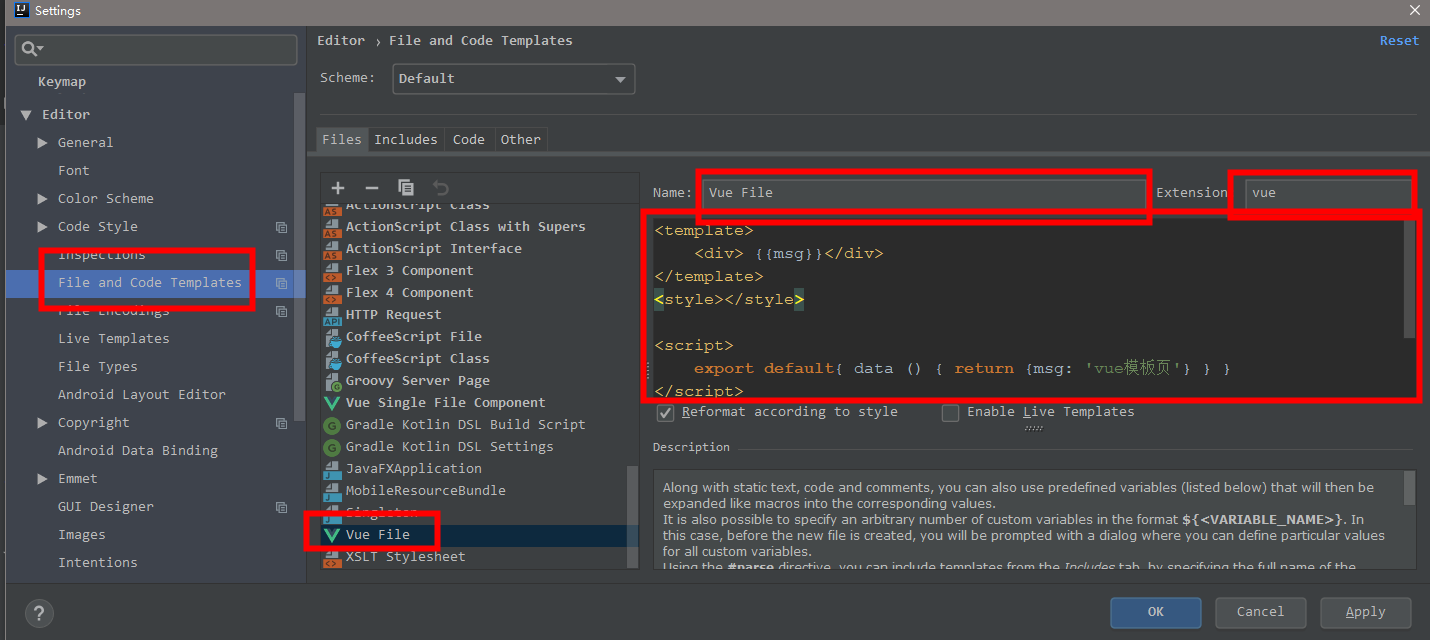 Settings
Editor › File and Code Templates
Reset
Keymap
Editor
General
Font
Color Scheme
Code Style
Inspections
File and Code Templates
File Encodings
Live Templates
File Types
Android Layout Editor
Copyright
Android Data Binding
Emmet
GUI Designer
Images
Intentions
Scheme: Default
Files Includes Code Other
ActionScript Class
ActionScript Class with Supers
ActionScript Interface
Flex 3 Component
Flex 4 Component
HTTP Request
CoffeeScript File
CoffeeScript Class
Groovy Server Page
Vue Single File Component
Gradle Kotlin DSL Build Script
Gradle Kotlin DSL Settings
JavaFXApplication
MobileResourceBundle
Singleton
Vue File
XSLT Stylesheet
Name: Vue File Extension vue
<template>
<div> {{msg}}</div>
</template>
<style></style>
<script>
export default{ data () { return {msg: 'vue模板页'} } }
</script>
Reformat according to style Enable Live Templates
Description
Along with static text, code and comments, you can also use predefined variables (listed below) that will then be
expanded like macros into the corresponding values.
It is also possible to specify an arbitrary number of custom variables in the format ${<VARIABLE_NAME>}. In
this case, before the new file is created, you will be prompted with a dialog where you can define particular values
for all custom variables.
Using the #parse directive, you can include templates from the Includes tab, by specifying the full name of the
? OK Cancel Apply